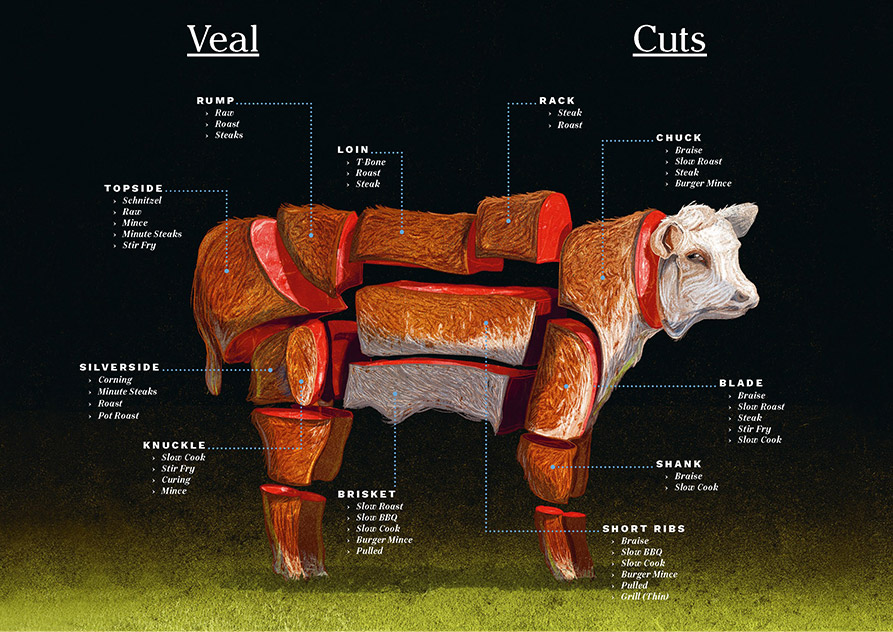 Veal
Cuts
RUMP
› Raw
› Roast
› Steaks
RACK
› Steak
› Roast
LOIN
› T-Bone
› Roast
› Steak
CHUCK
› Braise
› Slow Roast
› Steak
› Burger Mince
TOPSIDE
› Schnitzel
› Raw
› Mince
› Minute Steaks
› Stir Fry
SILVERSIDE
› Corning
› Minute Steaks
› Roast
› Pot Roast
BLADE
› Braise
› Slow Roast
› Steak
› Stir Fry
› Slow Cook
KNUCKLE
› Slow Cook
› Stir Fry
› Curing
› Mince
SHANK
› Braise
› Slow Cook
BRISKET
› Slow Roast
› Slow BBQ
› Slow Cook
› Burger Mince
› Pulled
SHORT RIBS
› Braise
› Slow BBQ
› Slow Cook
› Burger Mince
› Pulled
› Grill (Thin)